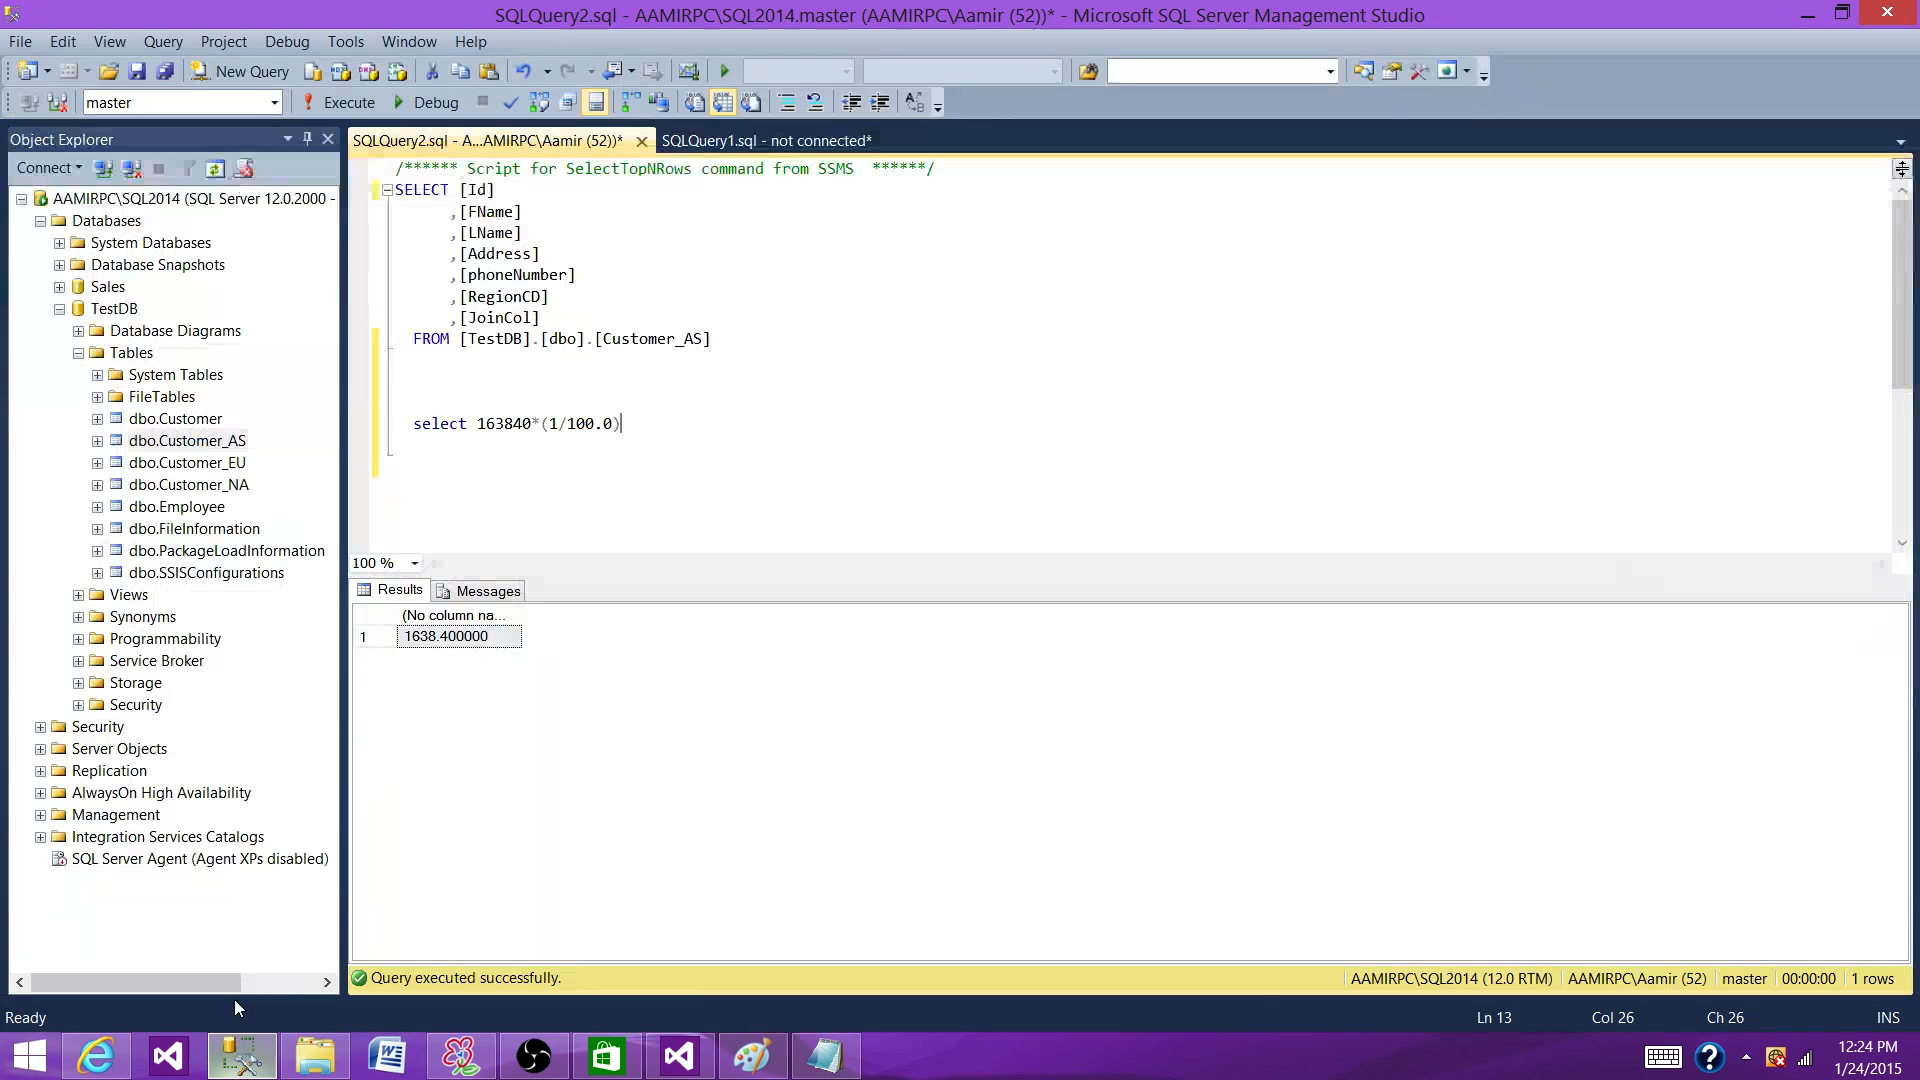 SQLQuery2.sql - AAMIRPC\SQL2014.master (AAMIRPC\Aamir (52))* - Microsoft SQL Server Management Studio
File Edit View Query Project Debug Tools Window Help
New Query
master Execute Debug
Object Explorer
Connect
AAMIRPC\SQL2014 (SQL Server 12.0.2000 -
Databases
System Databases
Database Snapshots
Sales
TestDB
Database Diagrams
Tables
System Tables
FileTables
dbo.Customer
dbo.Customer_AS
dbo.Customer_EU
dbo.Customer_NA
dbo.Employee
dbo.FileInformation
dbo.PackageLoadInformation
dbo.SSISConfigurations
Views
Synonyms
Programmability
Service Broker
Storage
Security
Security
Server Objects
Replication
AlwaysOn High Availability
Management
Integration Services Catalogs
SQL Server Agent (Agent XPs disabled)
SQLQuery2.sql - A...AMIRPC\Aamir (52))* SQLQuery1.sql - not connected*
/****** Script for SelectTopNRows command from SSMS ******/
SELECT [Id]
,[FName]
,[LName]
,[Address]
,[phoneNumber]
,[RegionCD]
,[JoinCol]
FROM [TestDB].[dbo].[Customer_AS]
select 163840*(1/100.0)
100 %
Results Messages
(No column na...
1 1638.400000
Query executed successfully. AAMIRPC\SQL2014 (12.0 RTM) AAMIRPC\Aamir (52) master 00:00:00 1 rows
Ready Ln 13 Col 26 Ch 26 INS
12:24 PM
1/24/2015